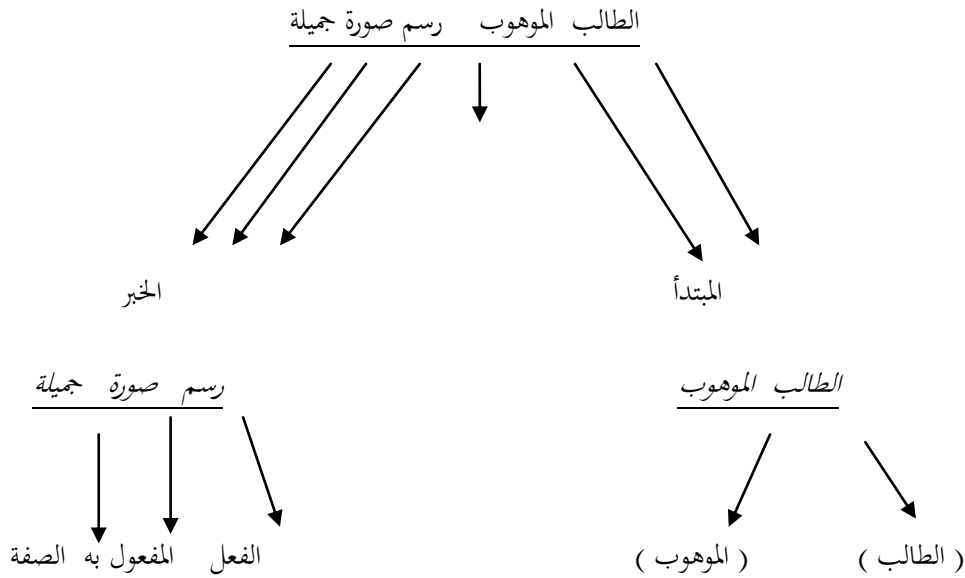 الطالب الموهوب رسم صورة جميلة
المبتدأ الخبر
الطالب الموهوب رسم صورة جميلة
( الطالب ) ( الموهوب ) الفعل المفعول به الصفة